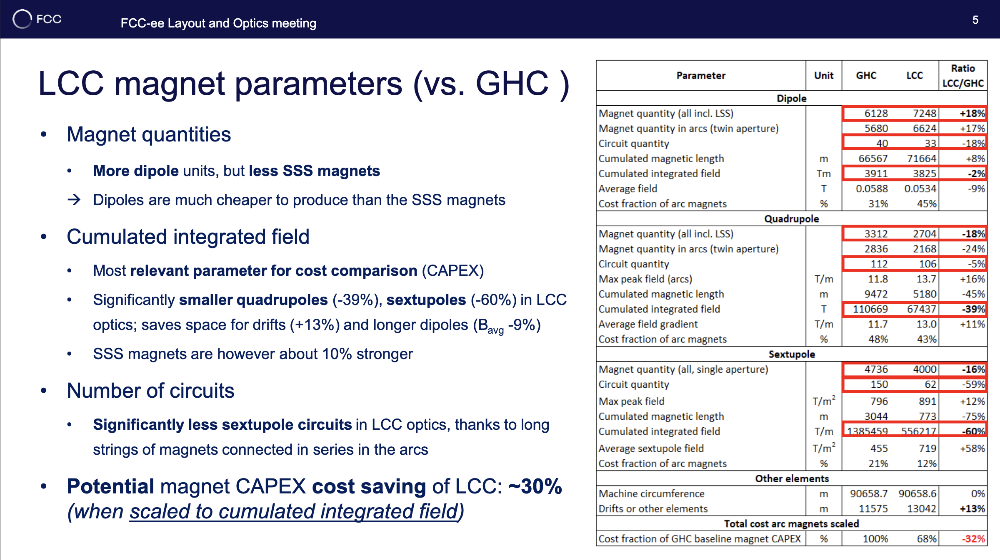 FCC
FCC-ee Layout and Optics meeting
5
LCC magnet parameters (vs. GHC )
• Magnet quantities
• More dipole units, but less SSS magnets
→ Dipoles are much cheaper to produce than the SSS magnets
• Cumulated integrated field
• Most relevant parameter for cost comparison (CAPEX)
• Significantly smaller quadrupoles (-39%), sextupoles (-60%) in LCC
optics; saves space for drifts (+13%) and longer dipoles (Bavg -9%)
• SSS magnets are however about 10% stronger
• Number of circuits
• Significantly less sextupole circuits in LCC optics, thanks to long
strings of magnets connected in series in the arcs
• Potential magnet CAPEX cost saving of LCC: ~30%
(when scaled to cumulated integrated field)
Parameter Unit GHC LCC Ratio LCC/GHC
Dipole
Magnet quantity (all incl. LSS) 6128 7248 +18%
Magnet quantity in arcs (twin aperture) 5680 6624 +17%
Circuit quantity 40 33 -18%
Cumulated magnetic length m 66567 71664 +8%
Cumulated integrated field Tm 3911 3825 -2%
Average field T 0.0588 0.0534 -9%
Cost fraction of arc magnets % 31% 45%
Quadrupole
Magnet quantity (all incl. LSS) 3312 2704 -18%
Magnet quantity in arcs (twin aperture) 2836 2168 -24%
Circuit quantity 112 106 -5%
Max peak field (arcs) T/m 11.8 13.7 +16%
Cumulated magnetic length m 9472 5180 -45%
Cumulated integrated field T 110669 67437 -39%
Average field gradient T/m 11.7 13.0 +11%
Cost fraction of arc magnets % 48% 43%
Sextupole
Magnet quantity (all, single aperture) 4736 4000 -16%
Circuit quantity 150 62 -59%
Max peak field T/m² 796 891 +12%
Cumulated magnetic length m 3044 773 -75%
Cumulated integrated field T/m 1385459 556217 -60%
Average sextupole field T/m² 455 719 +58%
Cost fraction of arc magnets % 21% 12%
Other elements
Machine circumference m 90658.7 90658.6 0%
Drifts or other elements m 11575 13042 +13%
Total cost arc magnets scaled
Cost fraction of GHC baseline magnet CAPEX % 100% 68% -32%